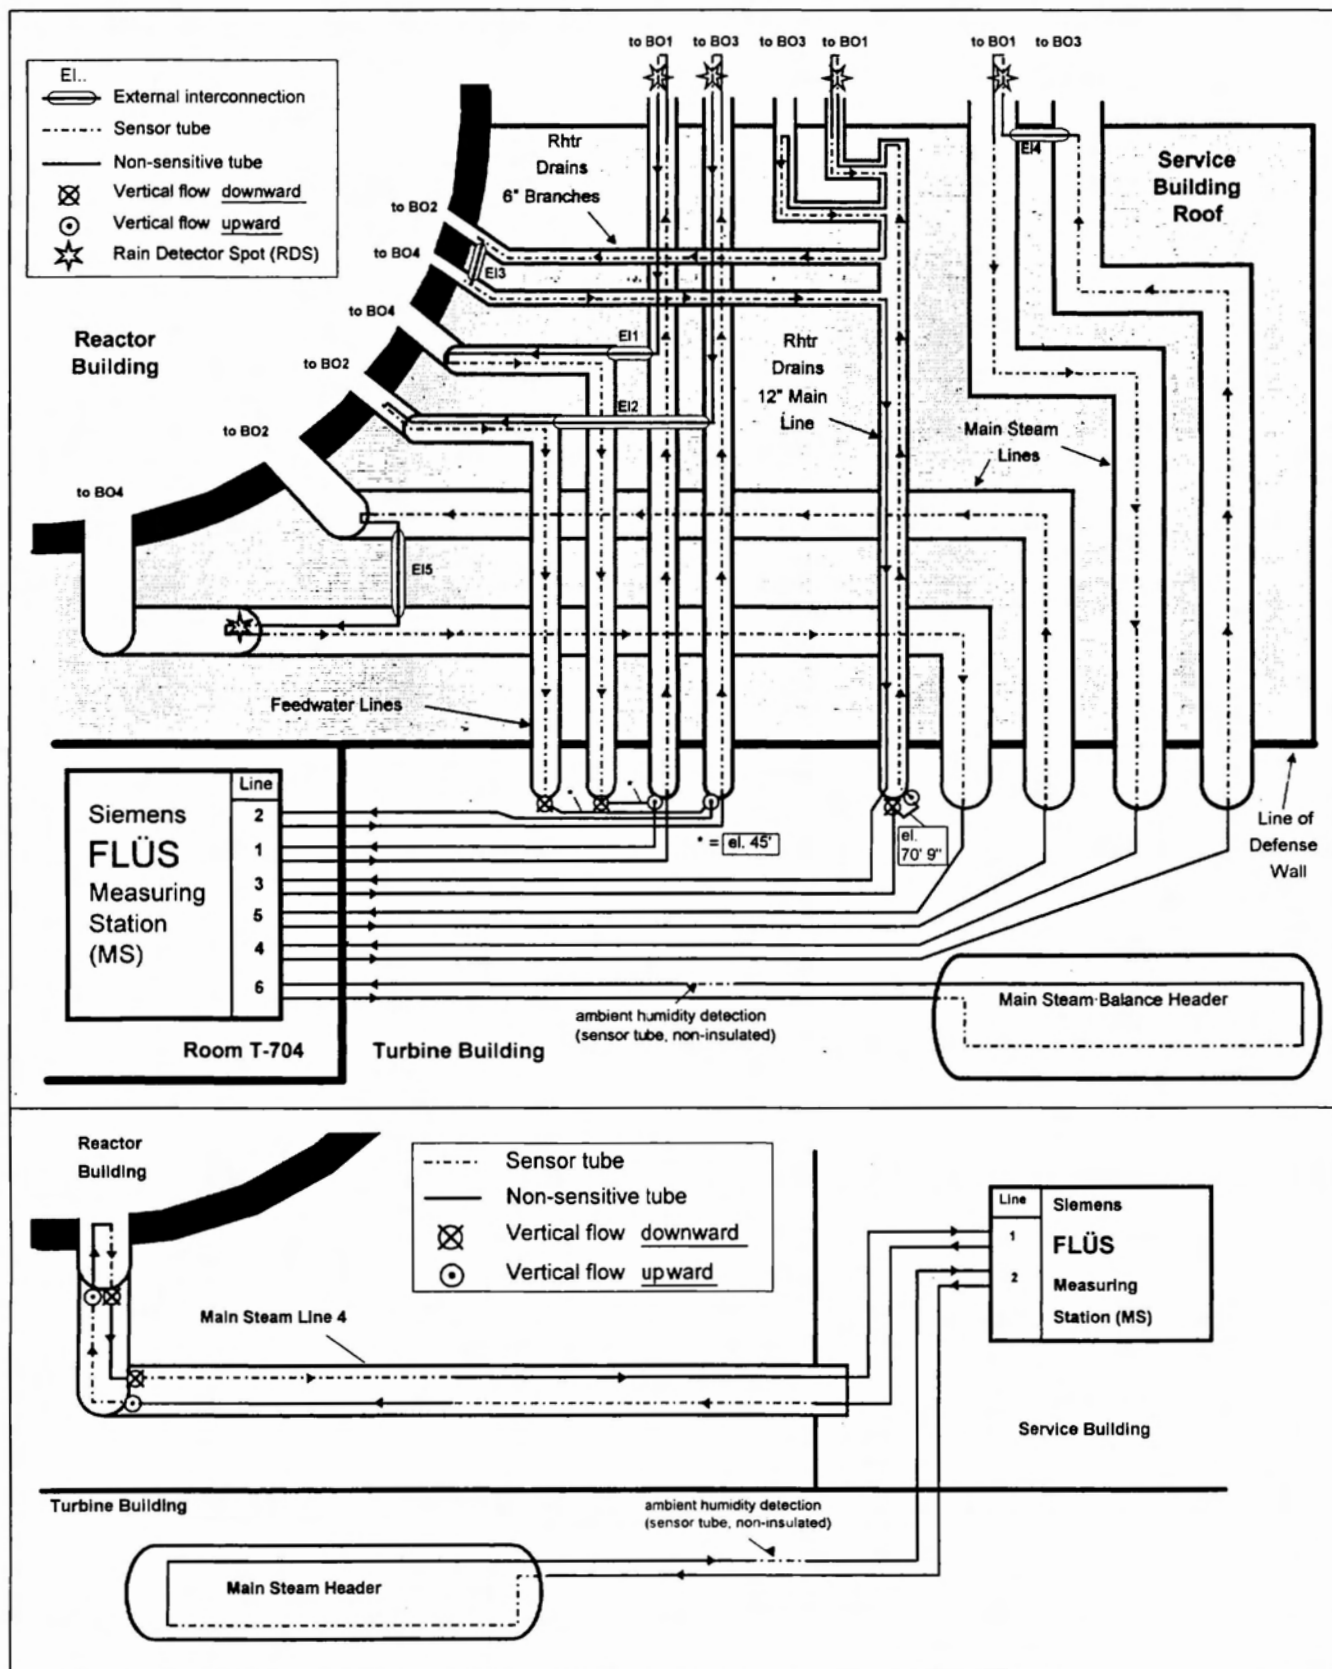 to BO1
to BO3
to BO3
to BO1
to BO1
to BO3
EI..
External interconnection
Sensor tube
Non-sensitive tube
Vertical flow downward
Vertical flow upward
Rain Detector Spot (RDS)
Rhtr
Drains
6" Branches
EI4
Service
Building
Roof
to BO2
to BO4
EI3
to BO4
Reactor
Building
to BO2
EI1
Rhtr
Drains
12" Main
Line
EI2
to BO2
Main Steam
Lines
to BO4
EI5
Feedwater Lines
Line
Siemens
FLÜS
Measuring
Station
(MS)
2
1
3
5
4
6
*
*
* = el. 45'
el.
70' 9"
Line of
Defense
Wall
ambient humidity detection
(sensor tube, non-insulated)
Main Steam Balance Header
Room T-704
Turbine Building
Reactor
Building
Sensor tube
Non-sensitive tube
Vertical flow downward
Vertical flow upward
Line
Siemens
1
FLÜS
2
Measuring
Station (MS)
Main Steam Line 4
Service Building
Turbine Building
ambient humidity detection
(sensor tube, non-insulated)
Main Steam Header